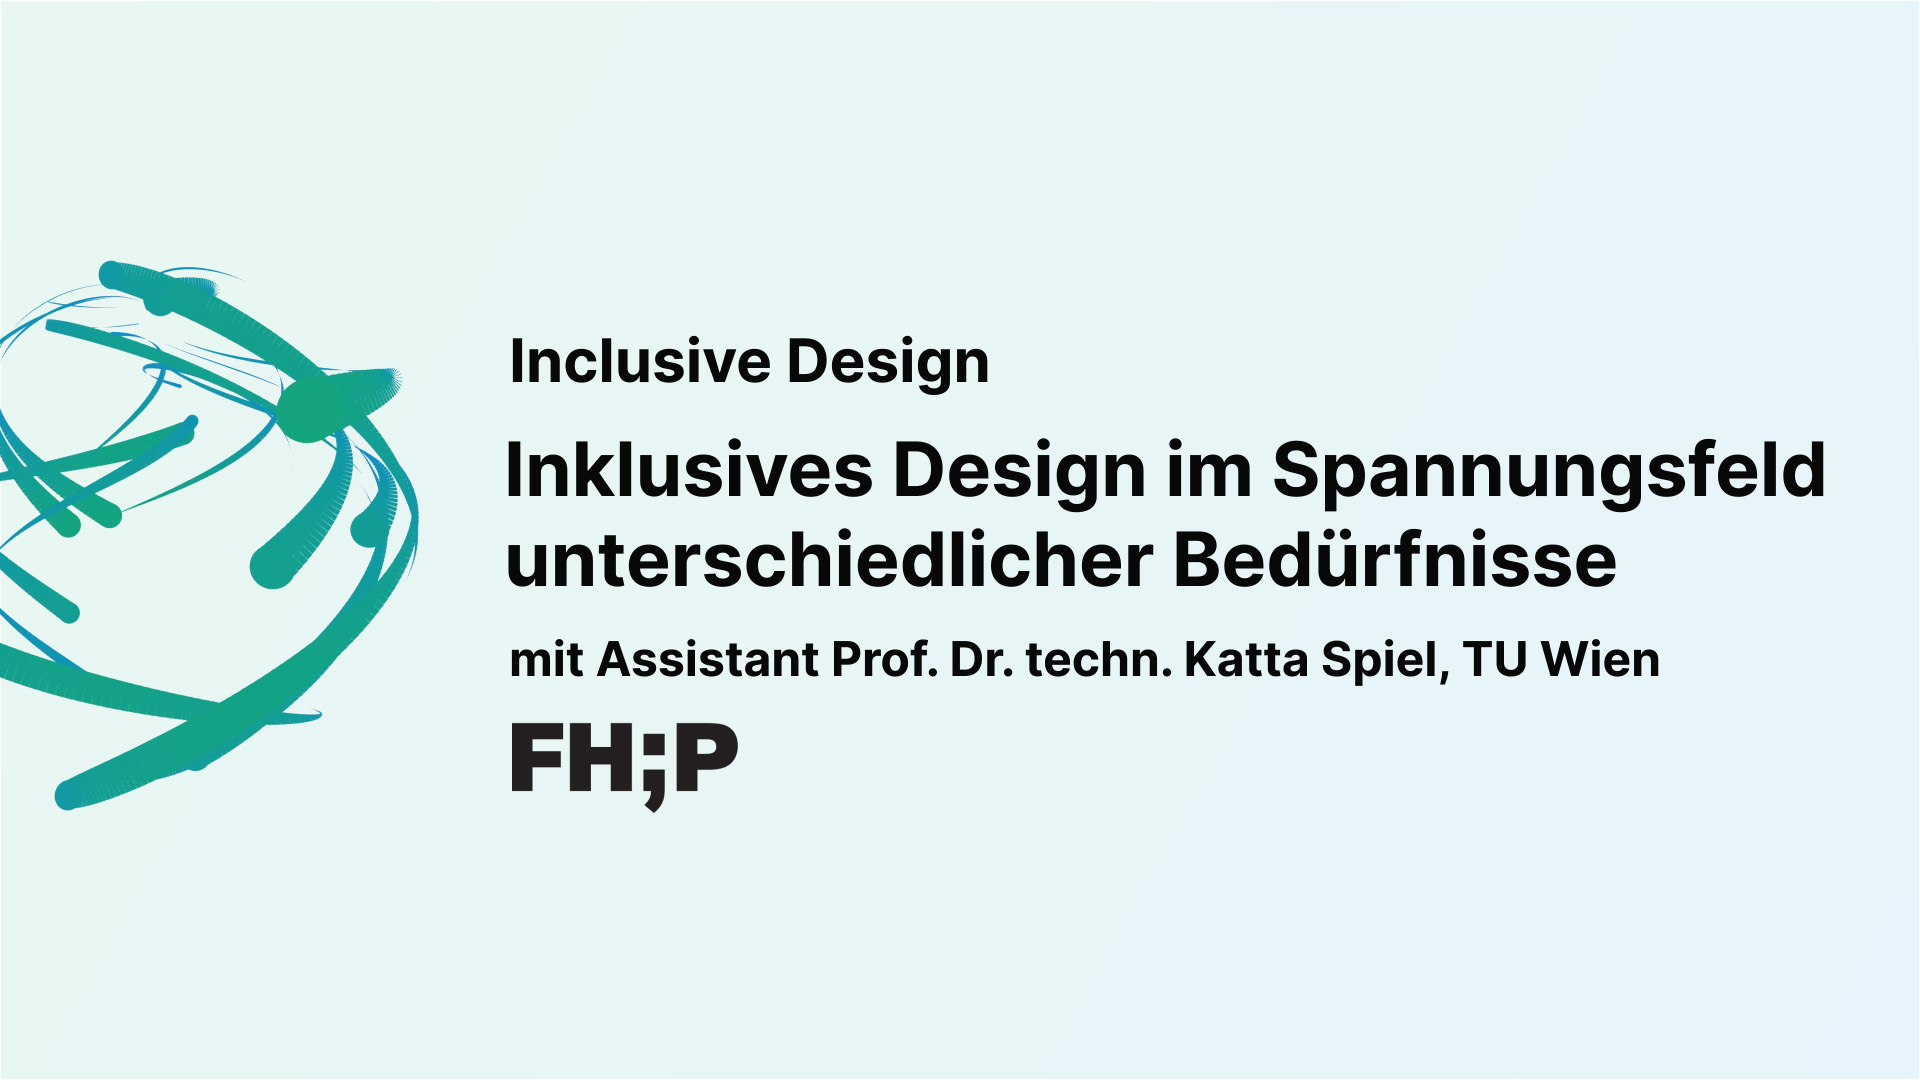 Inclusive Design
Inklusives Design im Spannungsfeld
unterschiedlicher Bedürfnisse
mit Assistant Prof. Dr. techn. Katta Spiel, TU Wien
FH;P